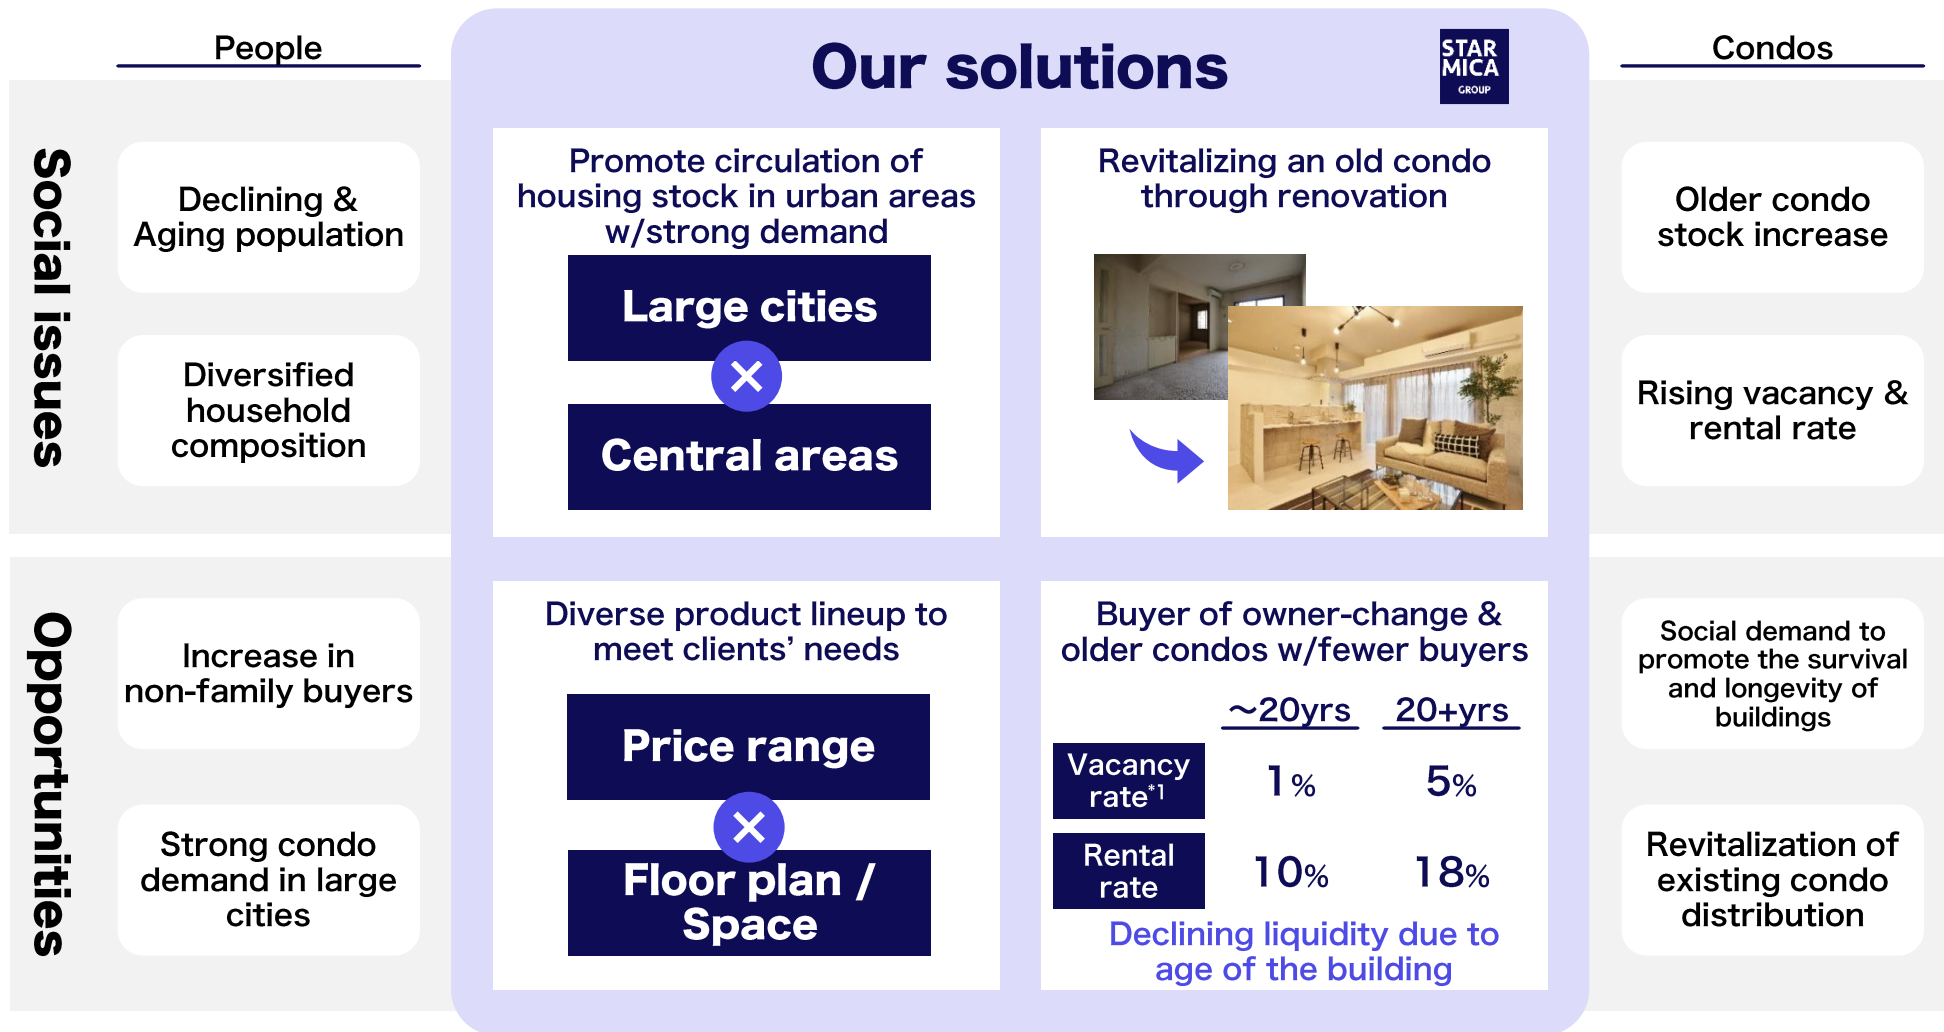 People
Our solutions
STAR
MICA
GROUP
Condos
Social issues
Declining &
Aging population
Diversified
household
composition
Promote circulation of
housing stock in urban areas
w/strong demand
Large cities
×
Central areas
Revitalizing an old condo
through renovation
Older condo
stock increase
Rising vacancy &
rental rate
Opportunities
Increase in
non-family buyers
Strong condo
demand in large
cities
Diverse product lineup to
meet clients’ needs
Price range
×
Floor plan /
Space
Buyer of owner-change &
older condos w/fewer buyers
～20yrs 20+yrs
Vacancy
rate*1 1% 5%
Rental
rate 10% 18%
Declining liquidity due to
age of the building
Social demand to
promote the survival
and longevity of
buildings
Revitalization of
existing condo
distribution